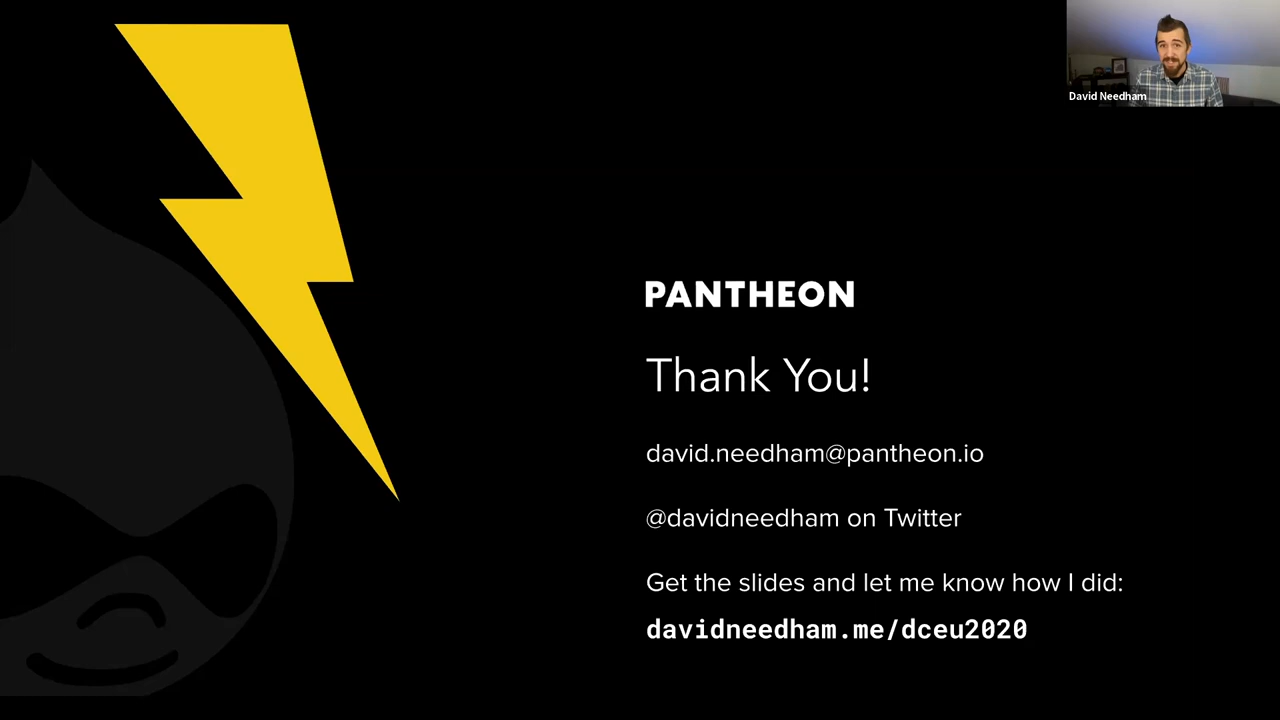 David Needham
PANTHEON
Thank You!
david.needham@pantheon.io
@davidneedham on Twitter
Get the slides and let me know how I did:
davidneedham.me/dceu2020